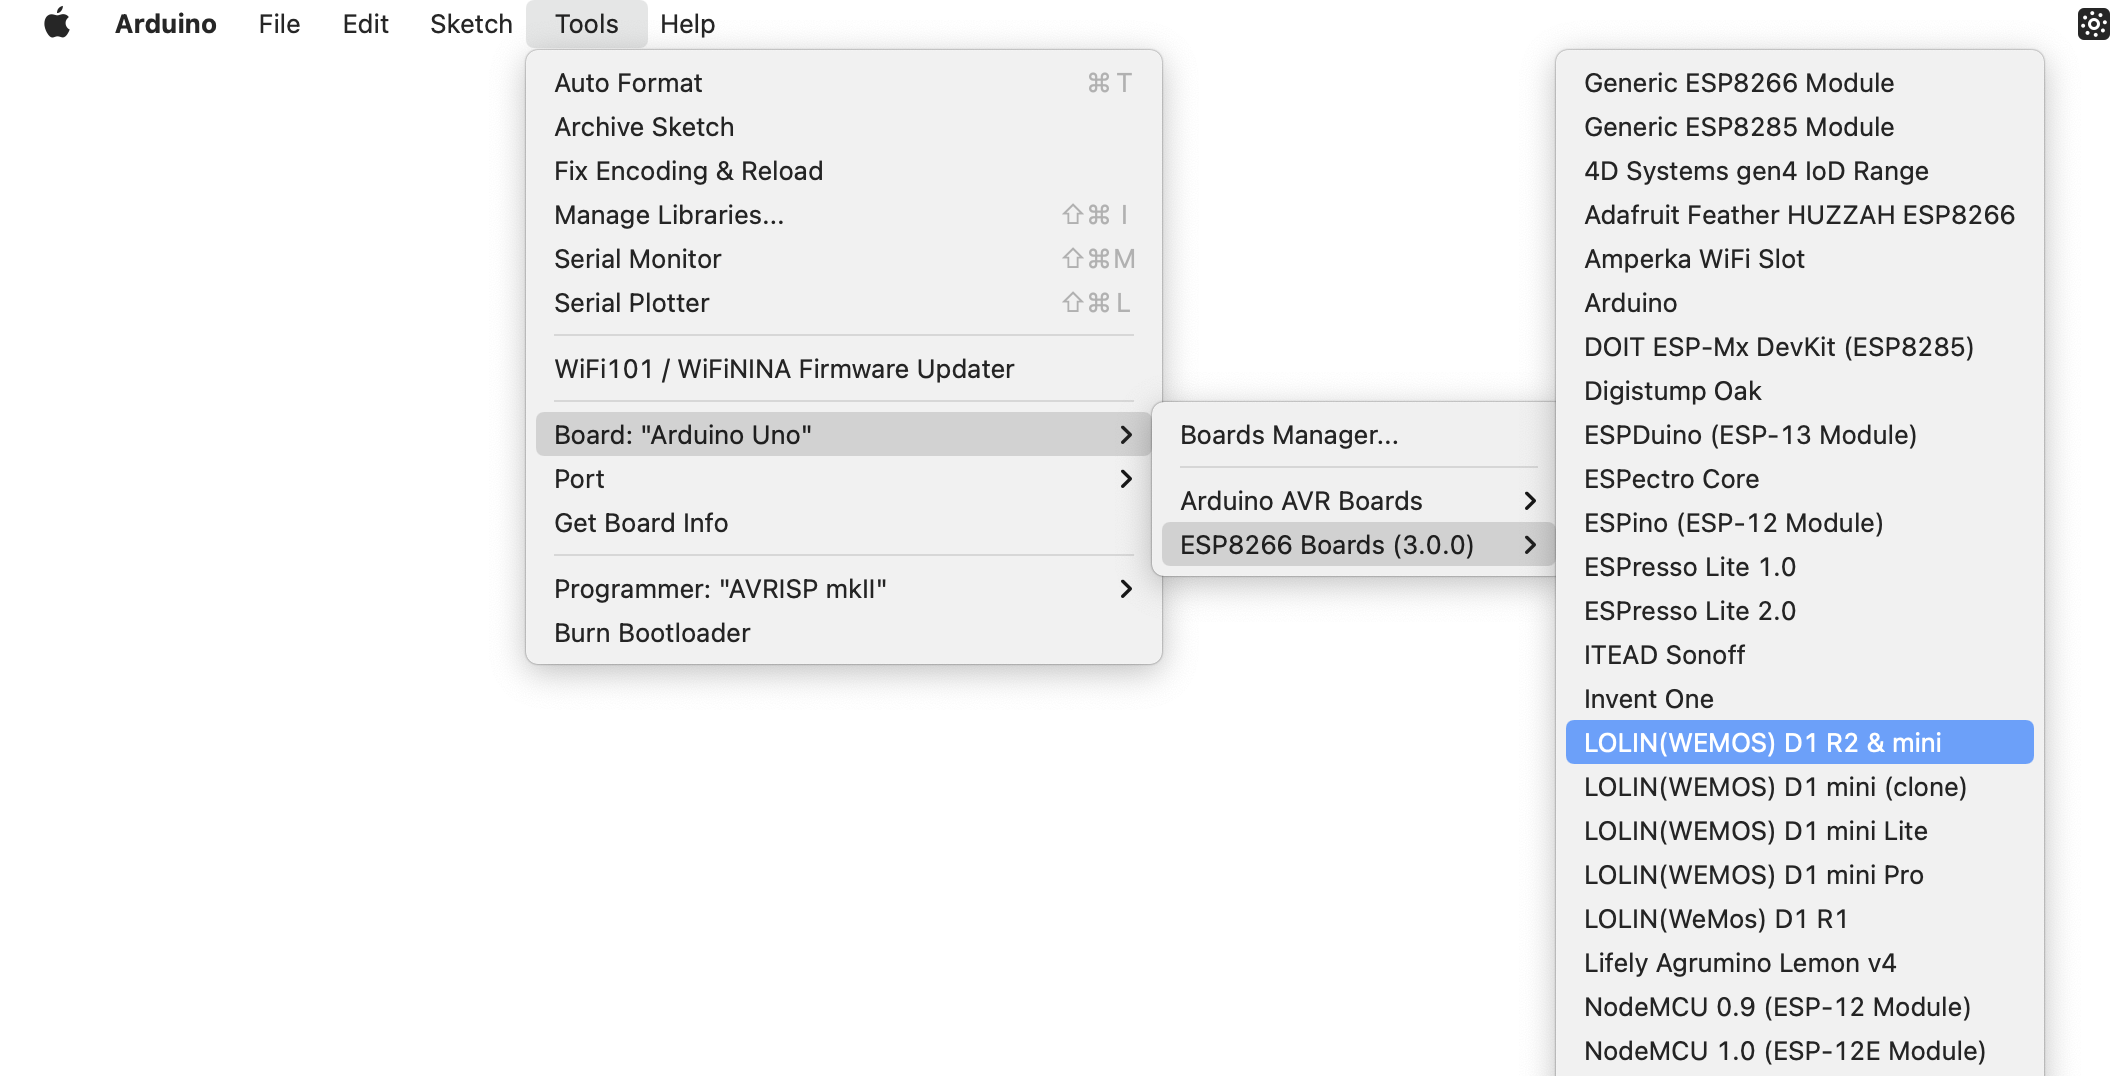 Arduino File Edit Sketch Tools Help
Auto Format ⌘ T
Archive Sketch
Fix Encoding & Reload
Manage Libraries... ⇧⌘ I
Serial Monitor ⇧⌘M
Serial Plotter ⇧⌘ L
WiFi101 / WiFiNINA Firmware Updater
Board: "Arduino Uno"
Port
Get Board Info
Programmer: "AVRISP mkII"
Burn Bootloader
Boards Manager...
Arduino AVR Boards
ESP8266 Boards (3.0.0)
Generic ESP8266 Module
Generic ESP8285 Module
4D Systems gen4 IoD Range
Adafruit Feather HUZZAH ESP8266
Amperka WiFi Slot
Arduino
DOIT ESP-Mx DevKit (ESP8285)
Digistump Oak
ESPDuino (ESP-13 Module)
ESPectro Core
ESPino (ESP-12 Module)
ESPresso Lite 1.0
ESPresso Lite 2.0
ITEAD Sonoff
Invent One
LOLIN(WEMOS) D1 R2 & mini
LOLIN(WEMOS) D1 mini (clone)
LOLIN(WEMOS) D1 mini Lite
LOLIN(WEMOS) D1 mini Pro
LOLIN(WeMos) D1 R1
Lifely Agrumino Lemon v4
NodeMCU 0.9 (ESP-12 Module)
NodeMCU 1.0 (ESP-12E Module)